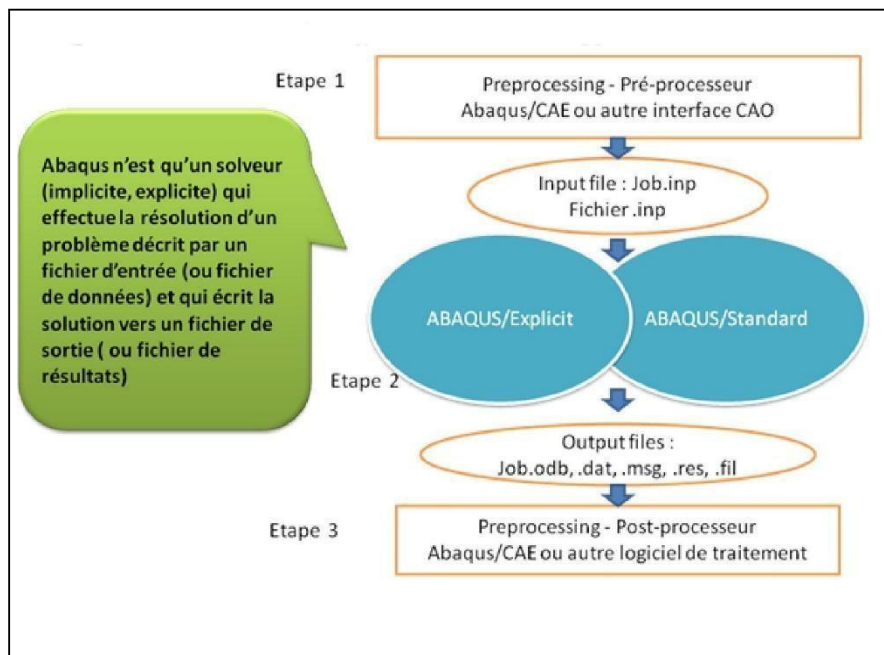 Etape 1
Preprocessing - Pré-processeur
Abaqus/CAE ou autre interface CAO
Input file : Job.inp
Fichier .inp
Abaqus n'est qu'un solveur
(implicite, explicite) qui
effectue la résolution d'un
problème décrit par un
fichier d'entrée (ou fichier
de données) et qui écrit la
solution vers un fichier de
sortie ( ou fichier de
résultats)
ABAQUS/Explicit
ABAQUS/Standard
Etape 2
Output files :
Job.odb, .dat, .msg, .res, .fil
Etape 3
Preprocessing - Post-processeur
Abaqus/CAE ou autre logiciel de traitement